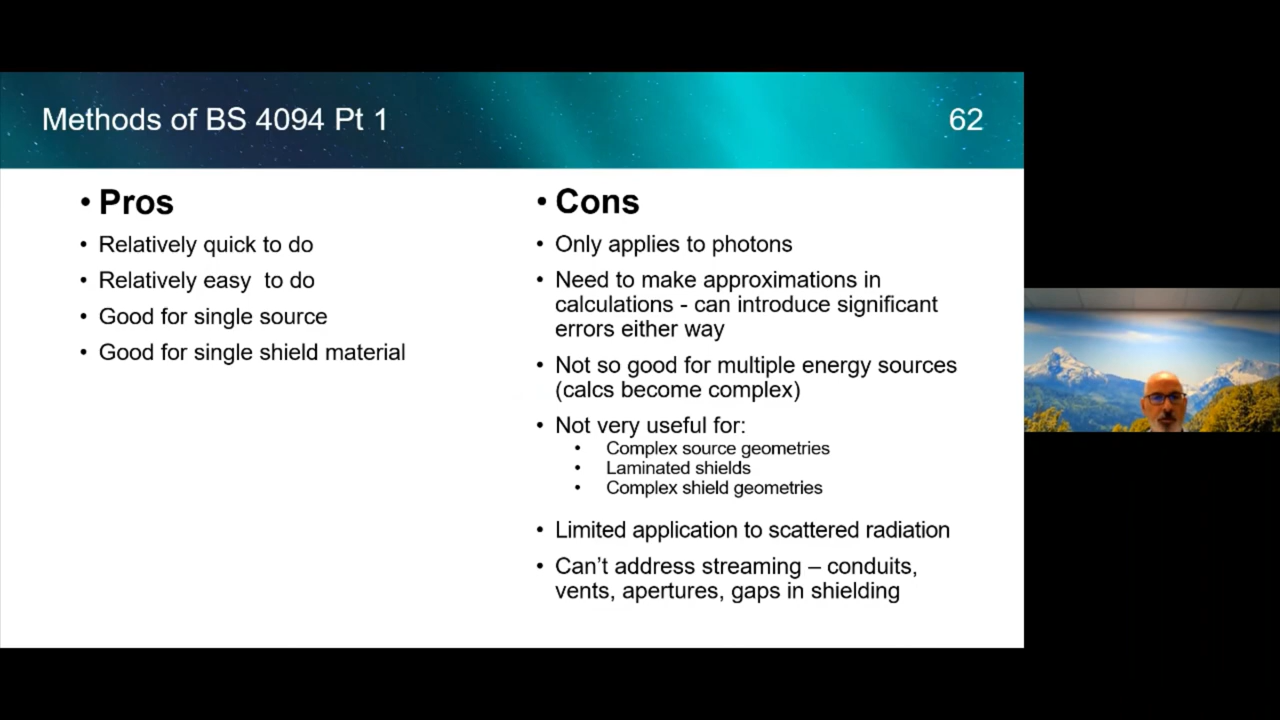 Methods of BS 4094 Pt 1
62
• Pros
• Relatively quick to do
• Relatively easy  to do
• Good for single source
• Good for single shield material
• Cons
• Only applies to photons
• Need to make approximations in
calculations - can introduce significant
errors either way
• Not so good for multiple energy sources
(calcs become complex)
• Not very useful for:
• Complex source geometries
• Laminated shields
• Complex shield geometries
• Limited application to scattered radiation
• Can’t address streaming – conduits,
vents, apertures, gaps in shielding